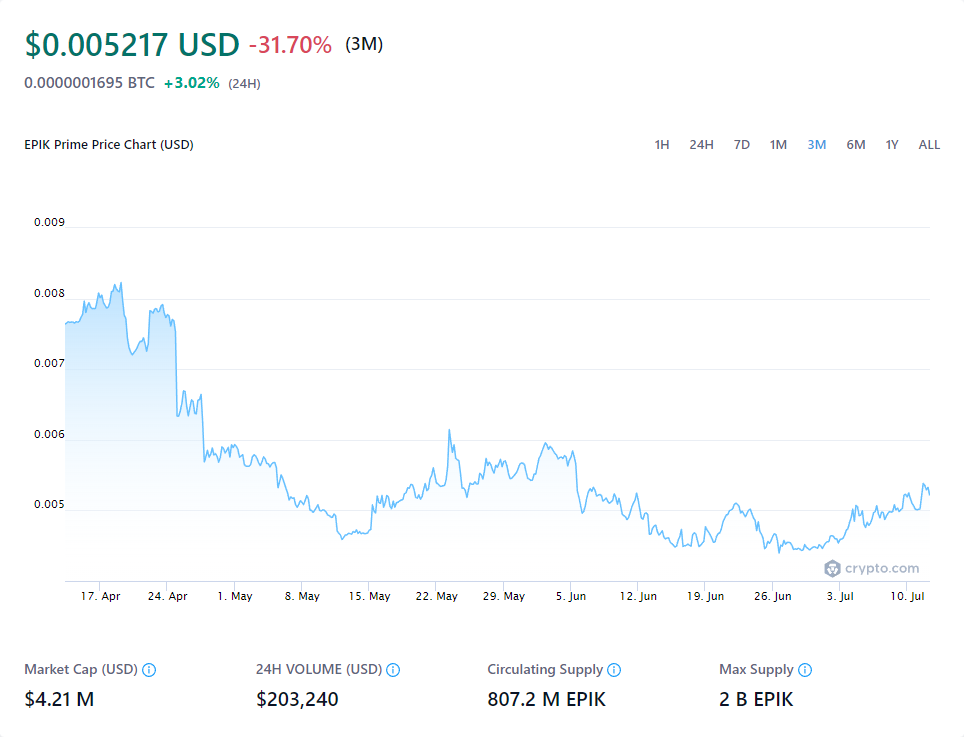 $0.005217 USD -31.70% (3M)
0.0000001695 BTC +3.02% (24H)
EPIK Prime Price Chart (USD) 1H 24H 7D 1M 3M 6M 1Y ALL
0.009
0.008
0.007
0.006
0.005
crypto.com
17. Apr 24. Apr 1. May 8. May 15. May 22. May 29. May 5. Jun 12. Jun 19. Jun 26. Jun 3. Jul 10. Jul
Market Cap (USD) 24H VOLUME (USD) Circulating Supply Max Supply
$4.21 M $203,240 807.2 M EPIK 2 B EPIK